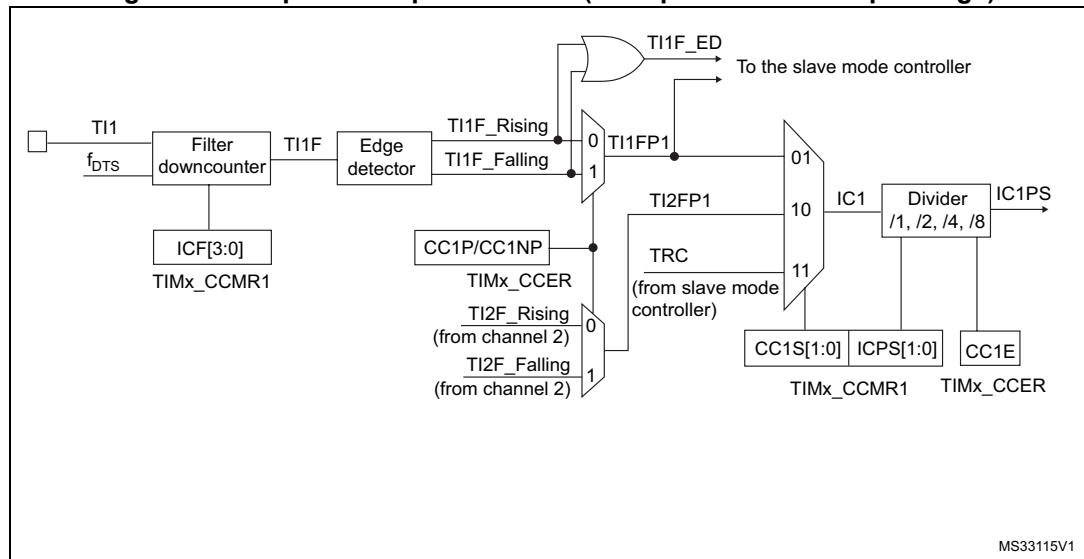 TI1F_ED
To the slave mode controller
TI1
f_DTS
Filter
downcounter
TI1F
Edge
detector
TI1F_Rising
TI1F_Falling
0
1
TI1FP1
01
TI2FP1
10
IC1
Divider
/1, /2, /4, /8
IC1PS
ICF[3:0]
TIMx_CCMR1
CC1P/CC1NP
TIMx_CCER
TRC
11
(from slave mode
controller)
TI2F_Rising
(from channel 2)
0
TI2F_Falling
(from channel 2)
1
CC1S[1:0]
ICPS[1:0]
CC1E
TIMx_CCMR1
TIMx_CCER
MS33115V1